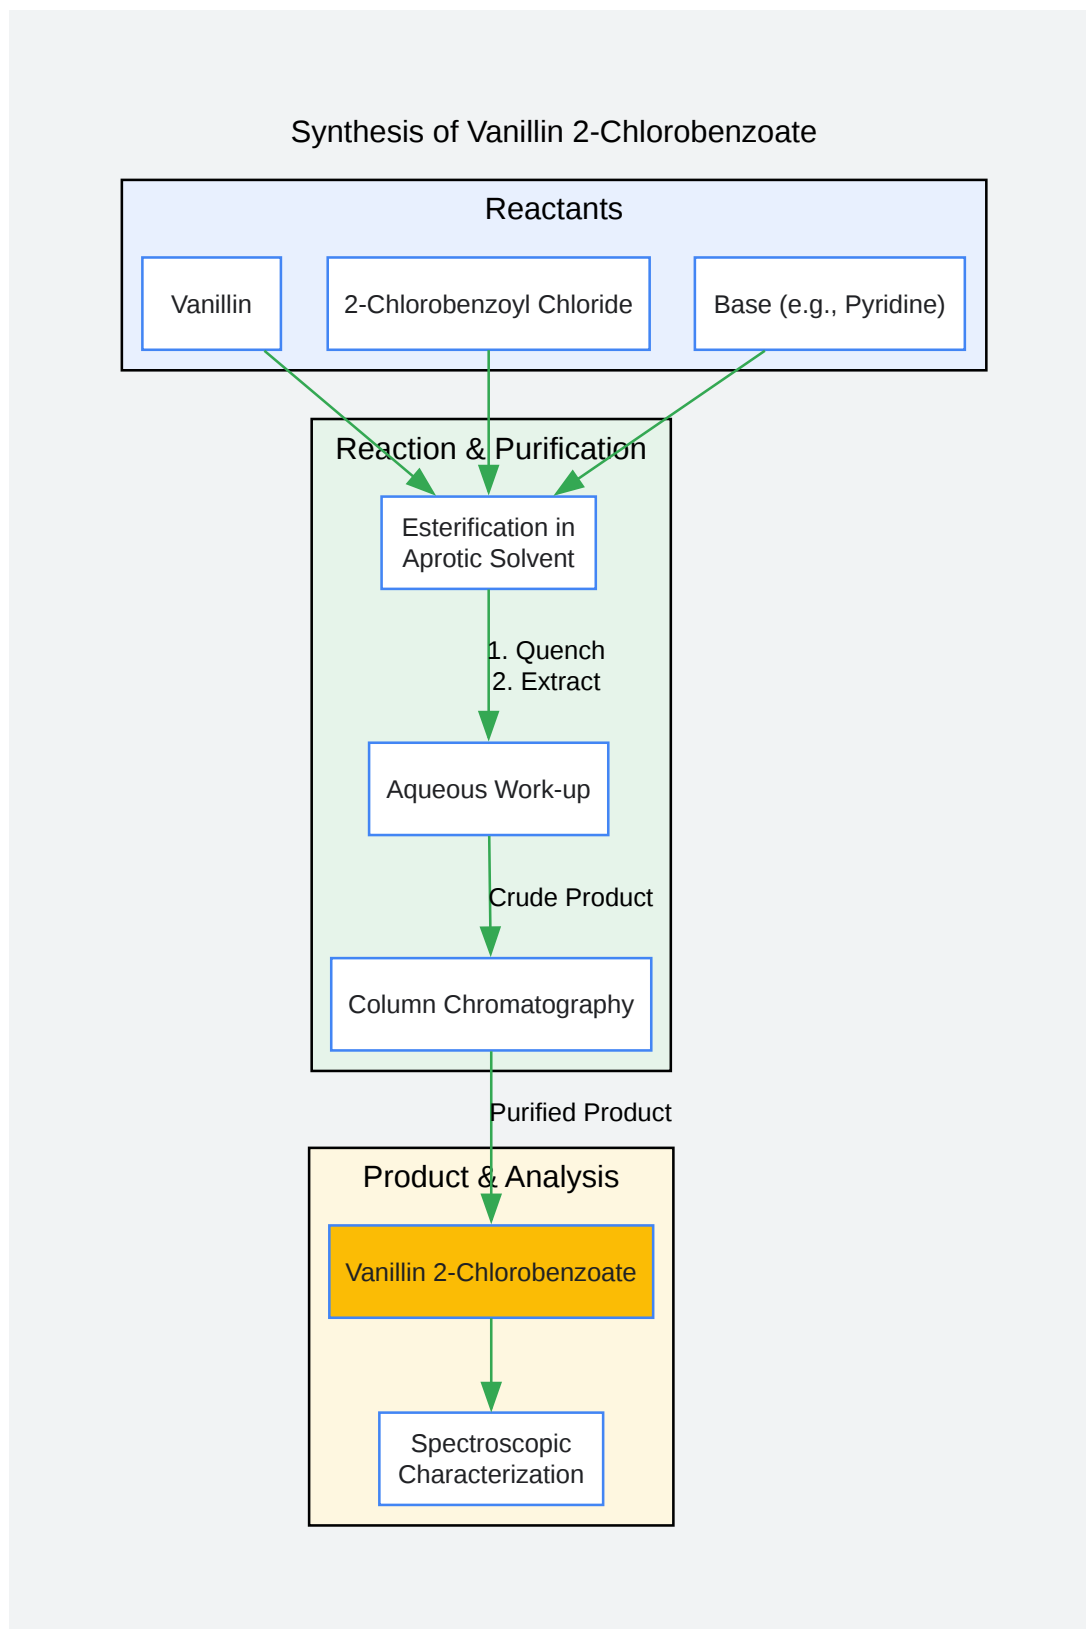 Synthesis of Vanillin 2-Chlorobenzoate
Reactants
Vanillin
2-Chlorobenzoyl Chloride
Base (e.g., Pyridine)
Reaction & Purification
Esterification in
Aprotic Solvent
1. Quench
2. Extract
Aqueous Work-up
Crude Product
Column Chromatography
Purified Product
Product & Analysis
Vanillin 2-Chlorobenzoate
Spectroscopic
Characterization